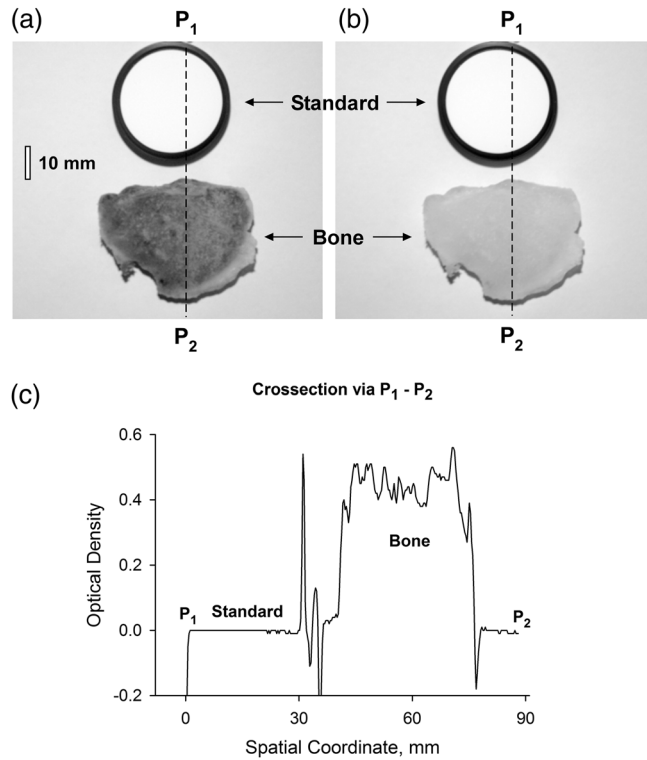 (a)
P1
(b)
P1
Standard
10 mm
Bone
P2
P2
(c)
Crossection via P1 - P2
0.6
0.4
0.2
0.0
-0.2
Optical Density
P1
Standard
Bone
P2
0
30
60
90
Spatial Coordinate, mm